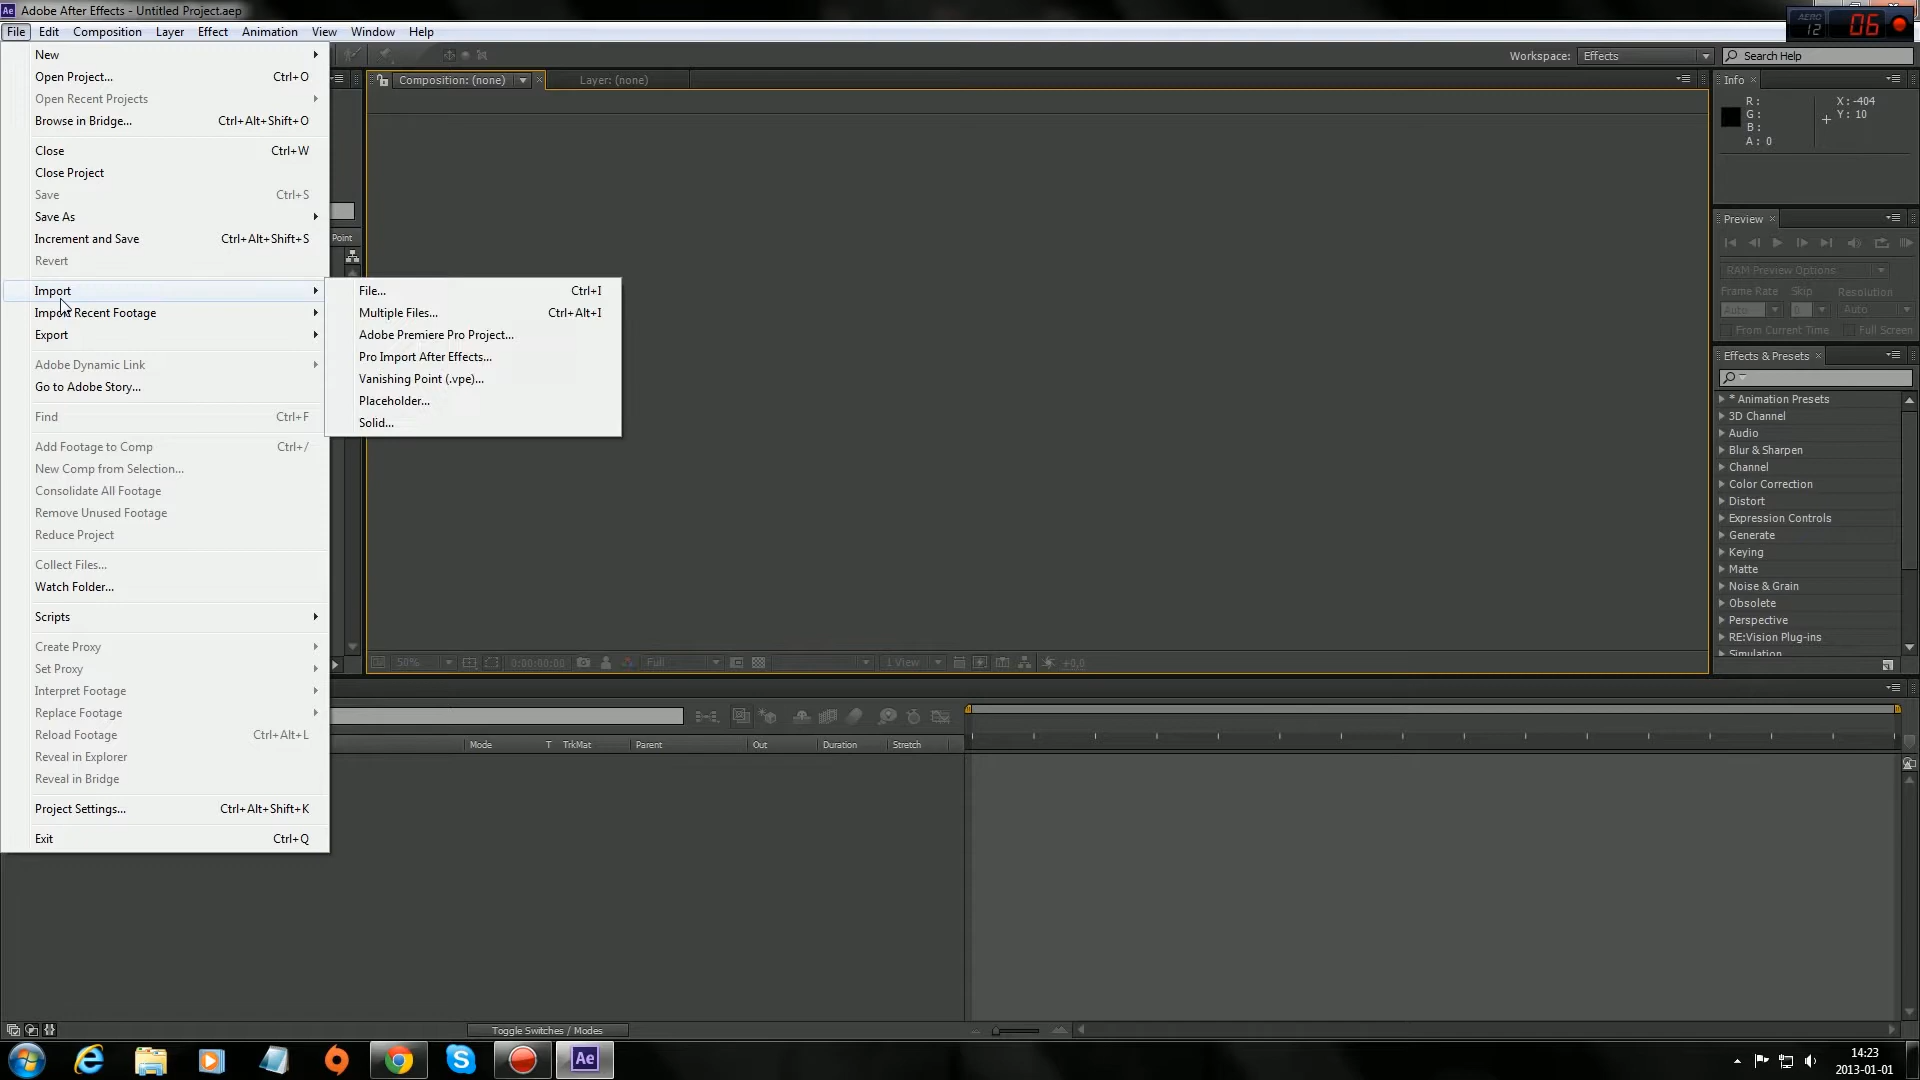 Ae Adobe After Effects - Untitled Project.aep
File Edit Composition Layer Effect Animation View Window Help
AERO 12 06
Workspace: Effects Search Help
New
Open Project... Ctrl+O
Open Recent Projects
Browse in Bridge... Ctrl+Alt+Shift+O
Close Ctrl+W
Close Project
Save Ctrl+S
Save As
Increment and Save Ctrl+Alt+Shift+S
Revert
Import
Import Recent Footage
Export
Adobe Dynamic Link
Go to Adobe Story...
Find Ctrl+F
Add Footage to Comp Ctrl+/
New Comp from Selection...
Consolidate All Footage
Remove Unused Footage
Reduce Project
Collect Files...
Watch Folder...
Scripts
Create Proxy
Set Proxy
Interpret Footage
Replace Footage
Reload Footage Ctrl+Alt+L
Reveal in Explorer
Reveal in Bridge
Project Settings... Ctrl+Alt+Shift+K
Exit Ctrl+Q
File... Ctrl+I
Multiple Files... Ctrl+Alt+I
Adobe Premiere Pro Project...
Pro Import After Effects...
Vanishing Point (.vpe)...
Placeholder...
Solid...
Point
Composition: (none) Layer: (none)
50% 0:00:00:00 Full 1 View +0,0
Info
R: X: -404
G: Y: 10
B:
A: 0
Preview
RAM Preview Options
Frame Rate Skip Resolution
Auto 0 Auto
From Current Time Full Screen
Effects & Presets
* Animation Presets
3D Channel
Audio
Blur & Sharpen
Channel
Color Correction
Distort
Expression Controls
Generate
Keying
Matte
Noise & Grain
Obsolete
Perspective
RE:Vision Plug-ins
Simulation
Mode T TrkMat Parent Out Duration Stretch
Toggle Switches / Modes
Ae
14:23
2013-01-01